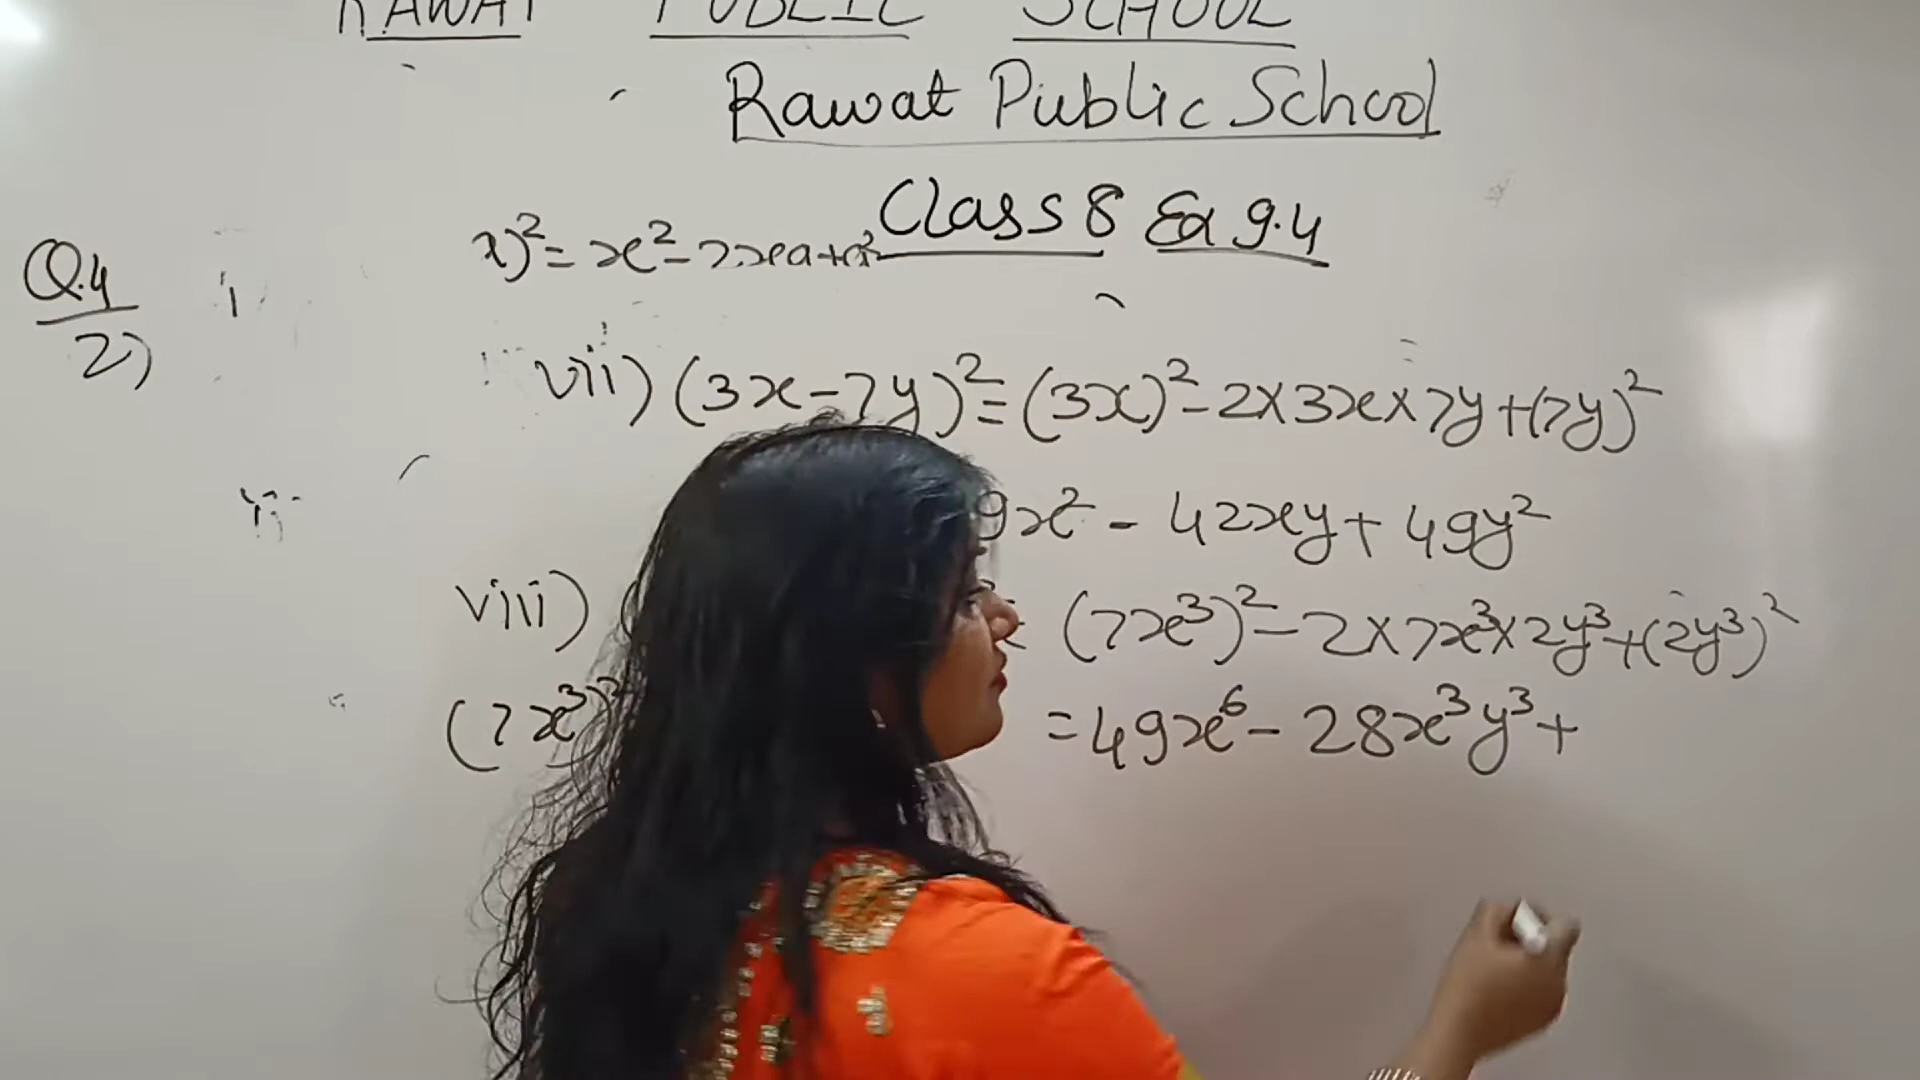 RAWAT PUBLIC SCHOOL
Rawat Public School
Class 8 Ex 9.4
Q.4
x)² = x² - 2xa + a²
2)
vii) (3x - 7y)² = (3x)² - 2 × 3x × 7y + (7y)²
9x² - 42xy + 49y²
viii) ( = (7x³)² - 2 × 7x³ × 2y³ + (2y³)²
(7x³)² = 49x⁶ - 28x³y³ +